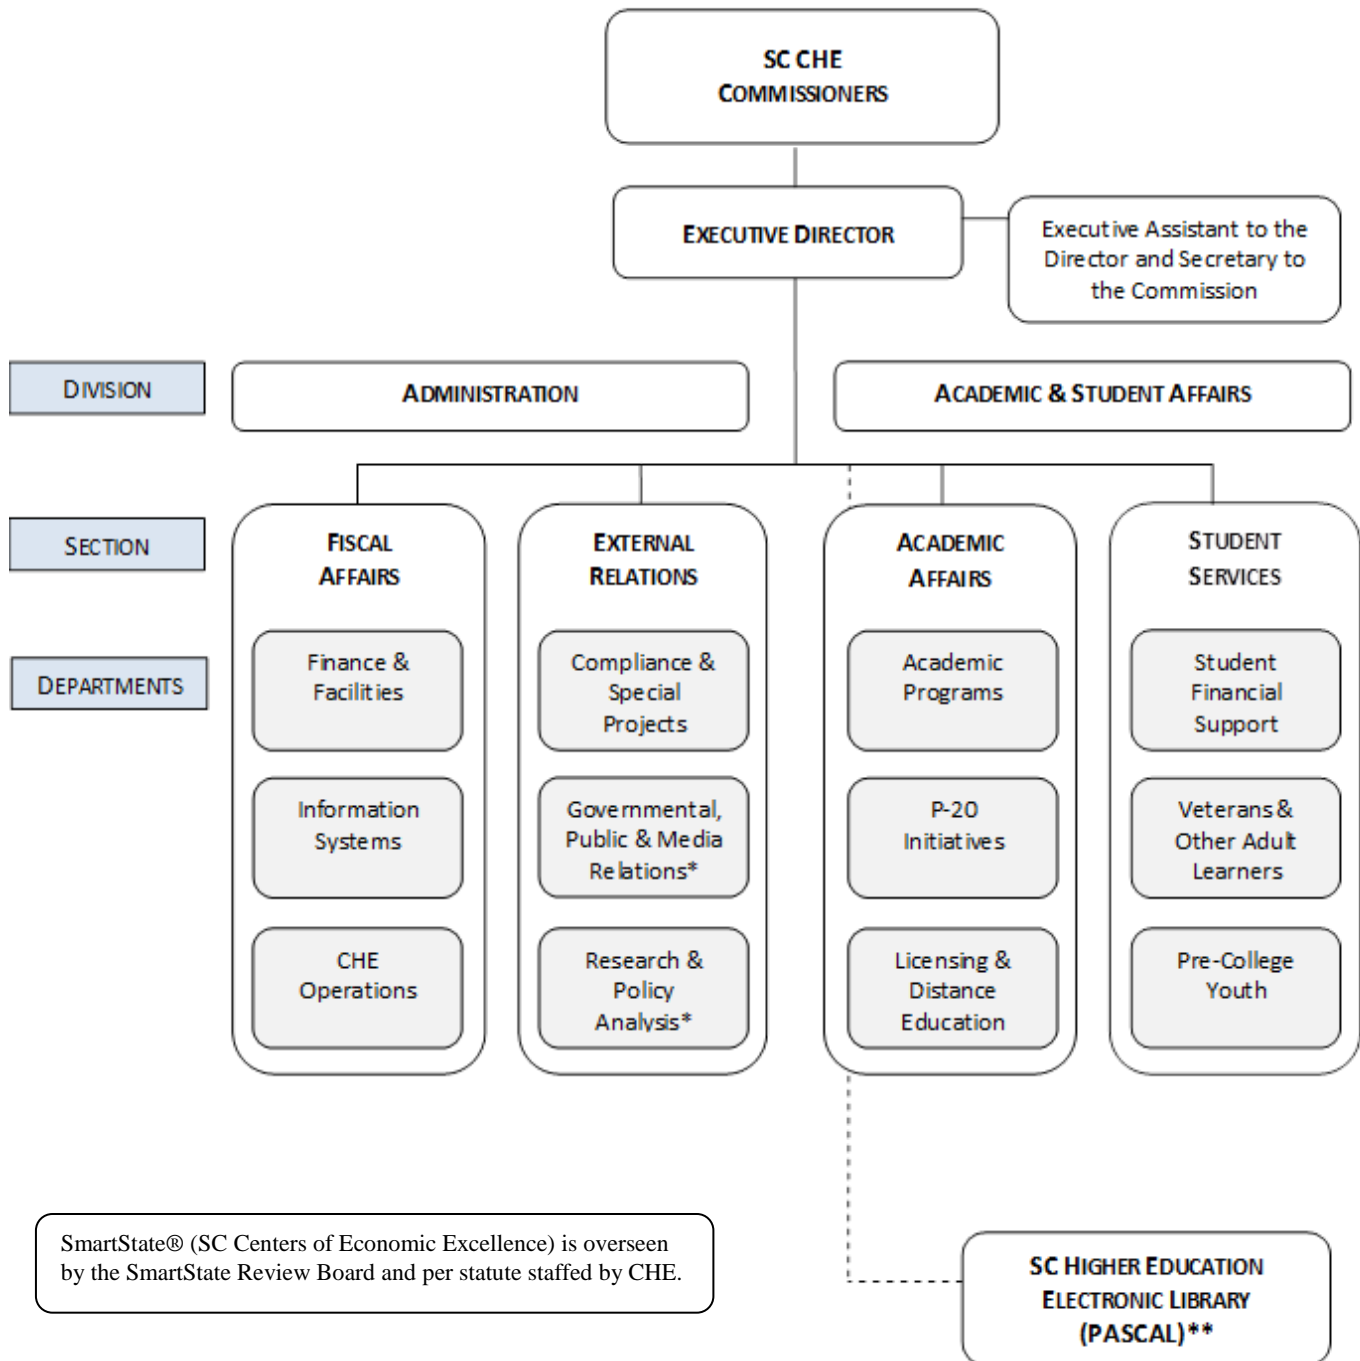 SC CHE
COMMISSIONERS
EXECUTIVE DIRECTOR
Executive Assistant to the
Director and Secretary to
the Commission
DIVISION
ADMINISTRATION
ACADEMIC & STUDENT AFFAIRS
SECTION
FISCAL
AFFAIRS
EXTERNAL
RELATIONS
ACADEMIC
AFFAIRS
STUDENT
SERVICES
DEPARTMENTS
Finance &
Facilities
Compliance &
Special
Projects
Academic
Programs
Student
Financial
Support
Information
Systems
Governmental,
Public & Media
Relations*
P-20
Initiatives
Veterans &
Other Adult
Learners
CHE
Operations
Research &
Policy
Analysis*
Licensing &
Distance
Education
Pre-College
Youth
SmartState® (SC Centers of Economic Excellence) is overseen
by the SmartState Review Board and per statute staffed by CHE.
SC HIGHER EDUCATION
ELECTRONIC LIBRARY
(PASCAL)**